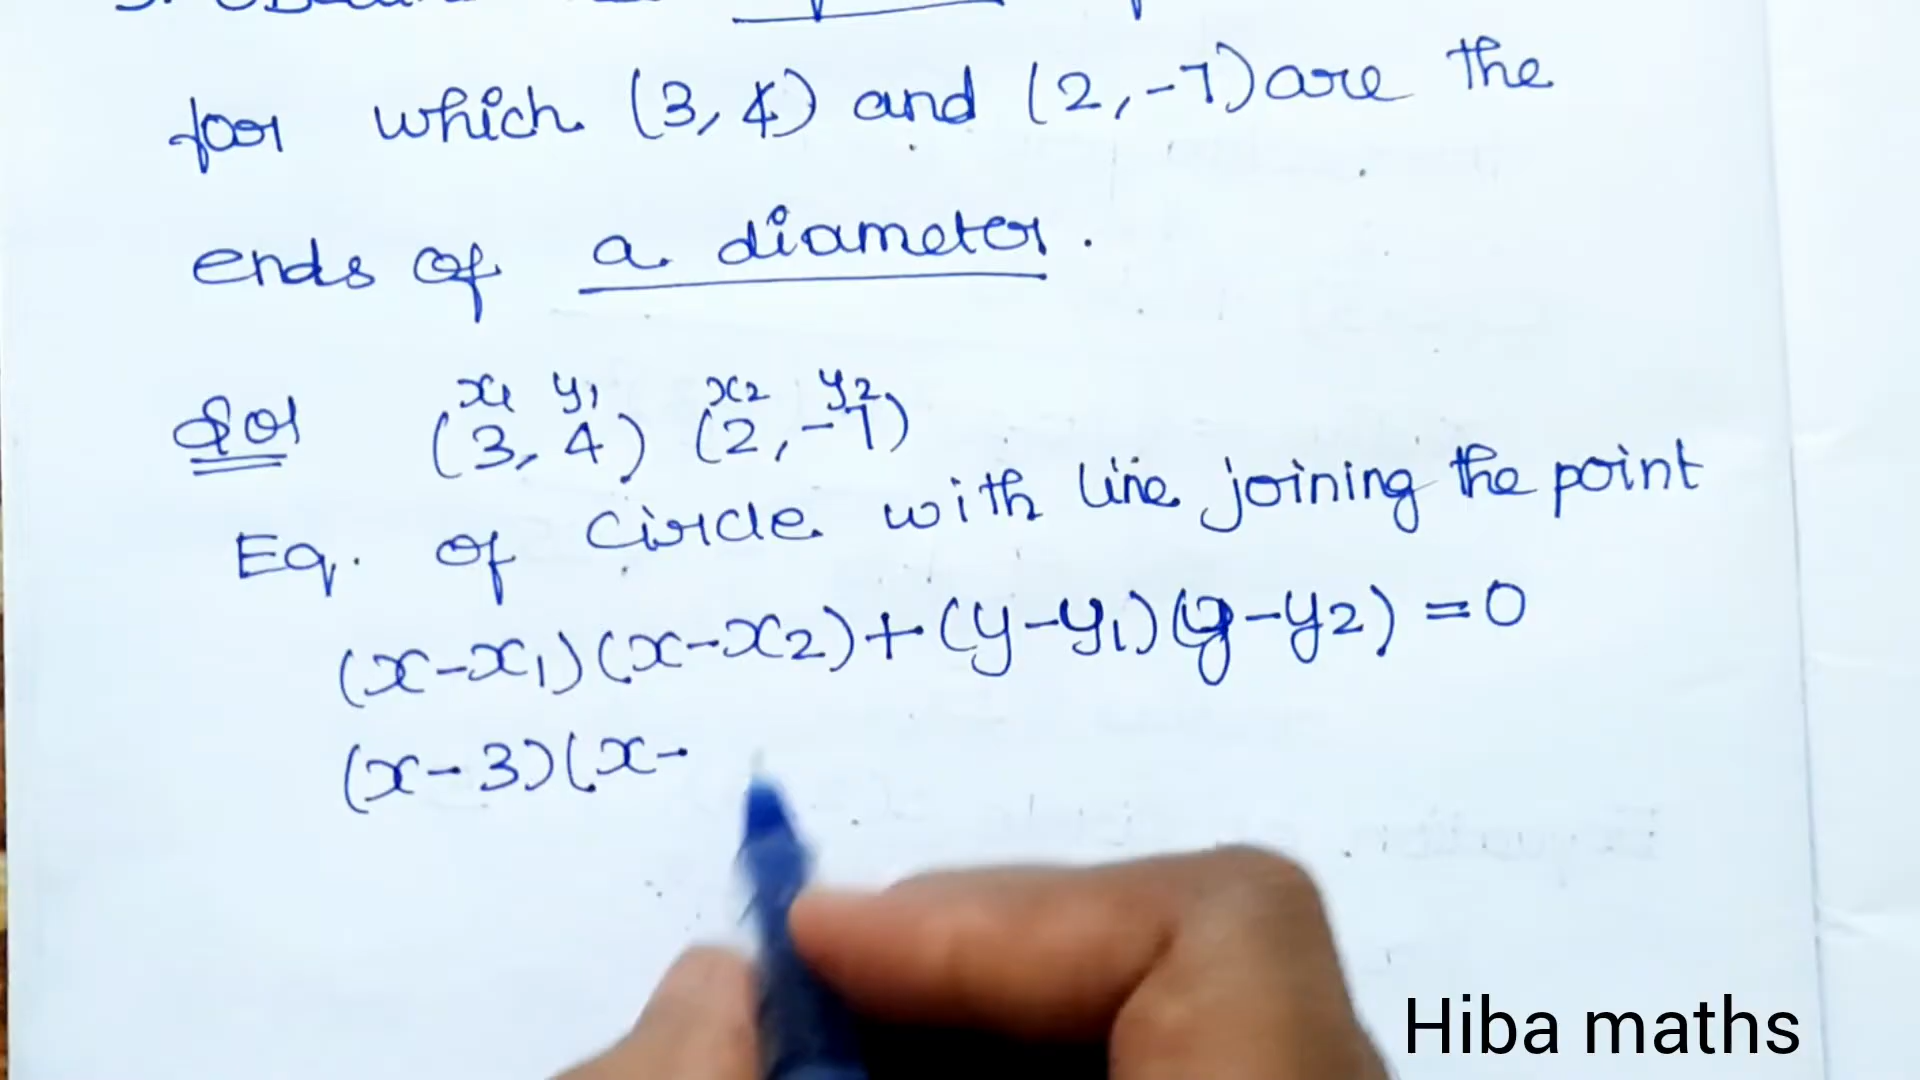 for which (3, 4) and (2, -7) are the
ends of a diameter.
x1 y1 x2 y2
Sol (3, 4) (2, -7)
Eq. of circle with line joining the point
(x-x1)(x-x2)+(y-y1)(y-y2) = 0
(x-3)(x-
Hiba maths